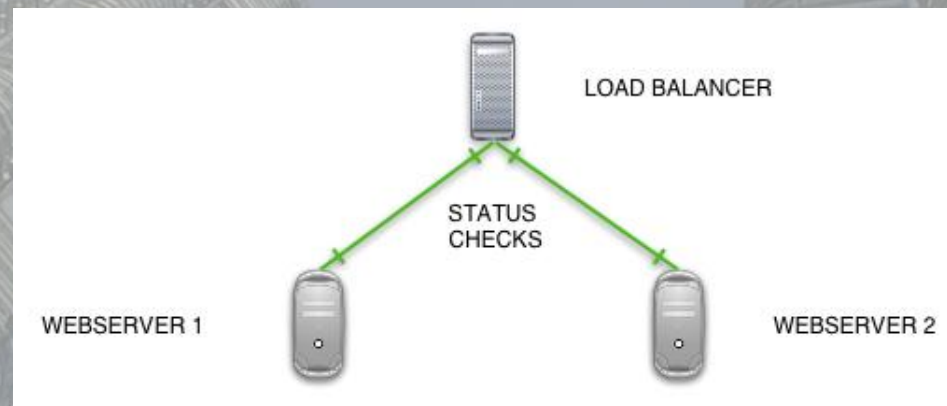 LOAD BALANCER
STATUS
CHECKS
WEBSERVER 1
WEBSERVER 2